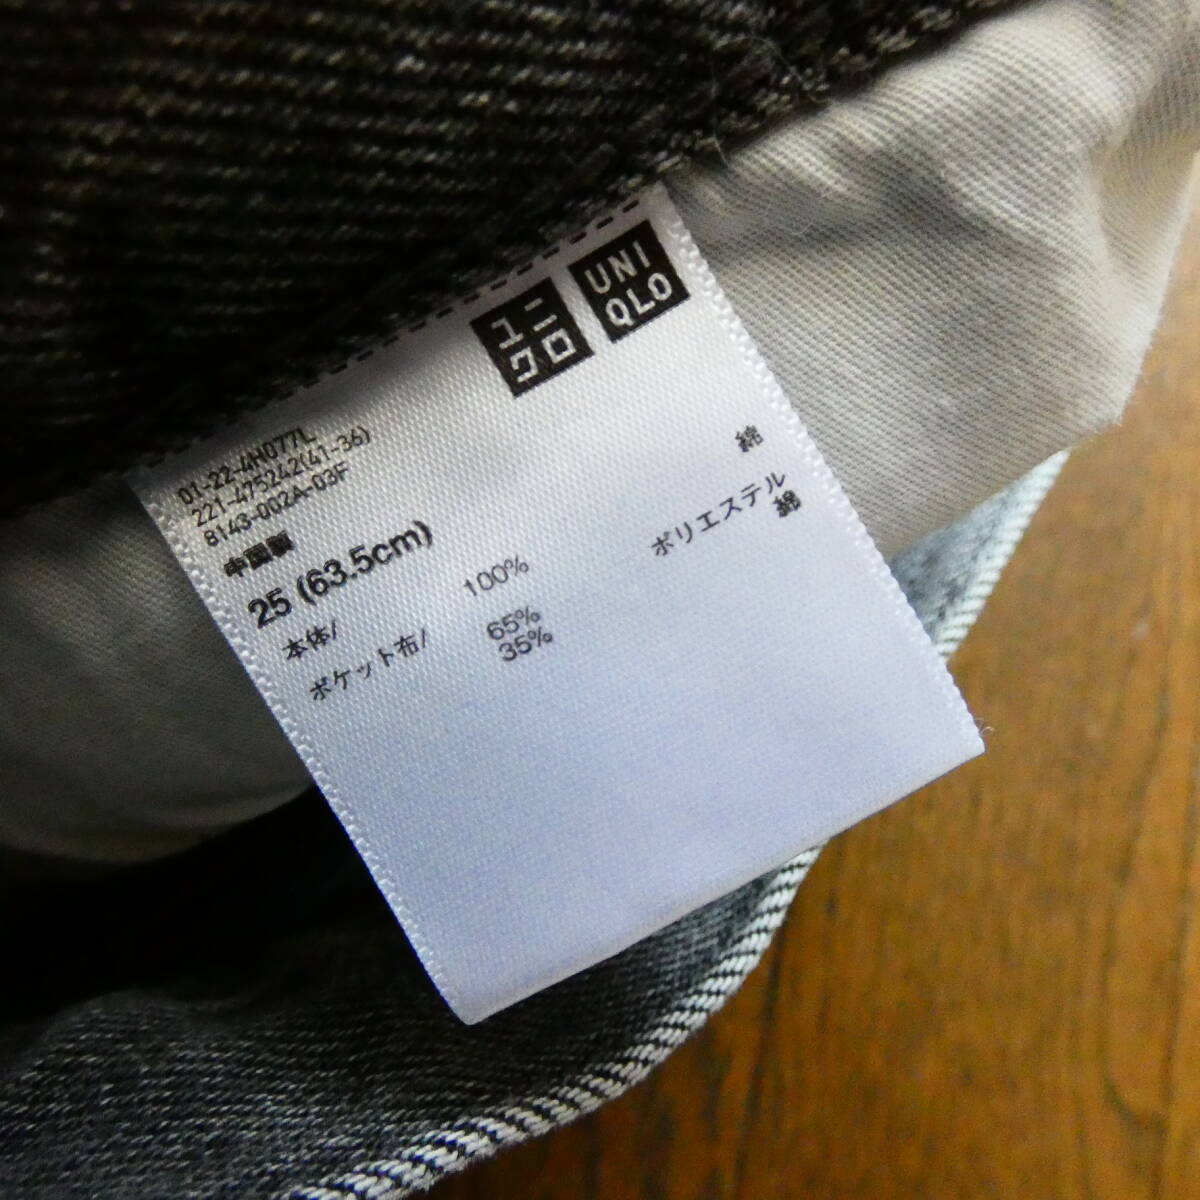 ユニ
クロ
UNI
QLO
01-22-4H077L
221-475242(41-36)
8143-002A-03F
中国製
25 (63.5cm)
本体/ 100% 綿
ポケット布/ 65% ポリエステル
35% 綿